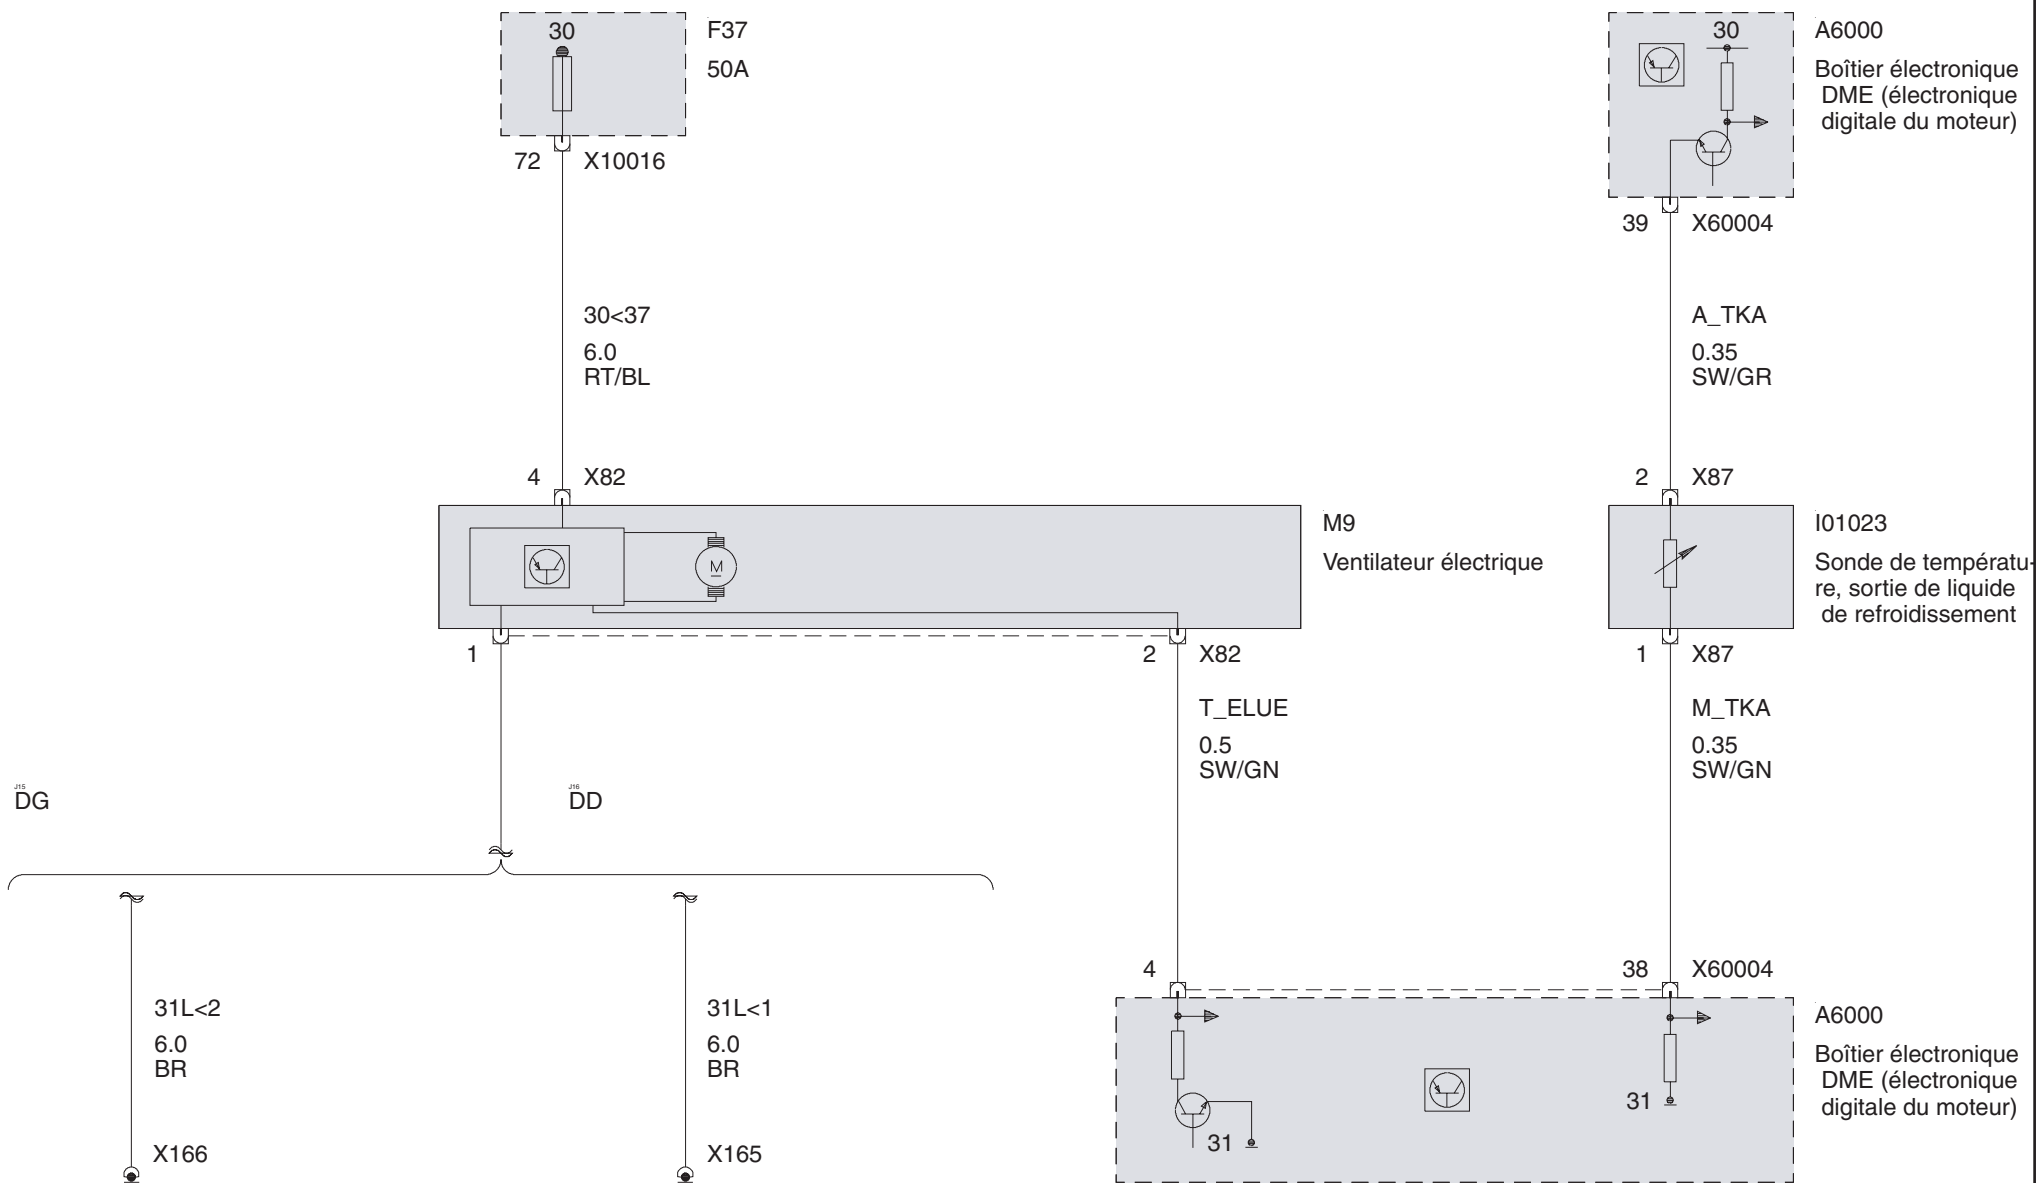 30
F37
50A
72
X10016
30<37
6.0
RT/BL
4
X82
30
A6000
Boîtier électronique
DME (électronique
digitale du moteur)
39
X60004
A_TKA
0.35
SW/GR
2
X87
M
M9
Ventilateur électrique
I01023
Sonde de températu-
re, sortie de liquide
de refroidissement
1
2
X82
1
X87
T_ELUE
0.5
SW/GN
M_TKA
0.35
SW/GN
J15
DG
J16
DD
31L<2
6.0
BR
X166
31L<1
6.0
BR
X165
4
38
X60004
31
31
A6000
Boîtier électronique
DME (électronique
digitale du moteur)